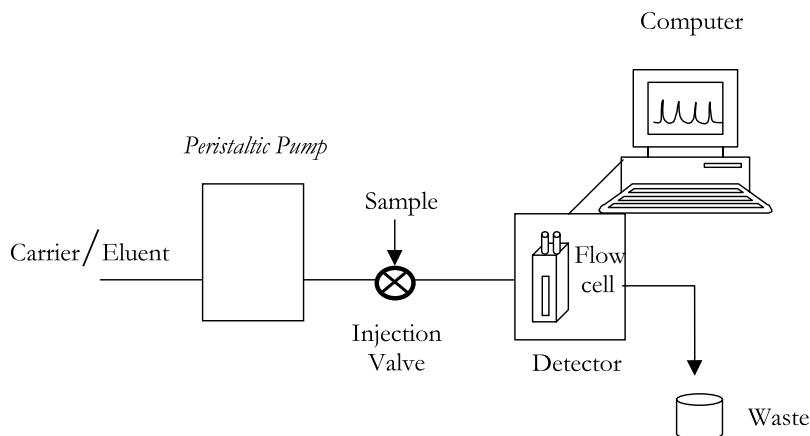 Computer
Peristaltic Pump
Sample
Carrier/Eluent
Flow
cell
Injection
Valve
Detector
Waste